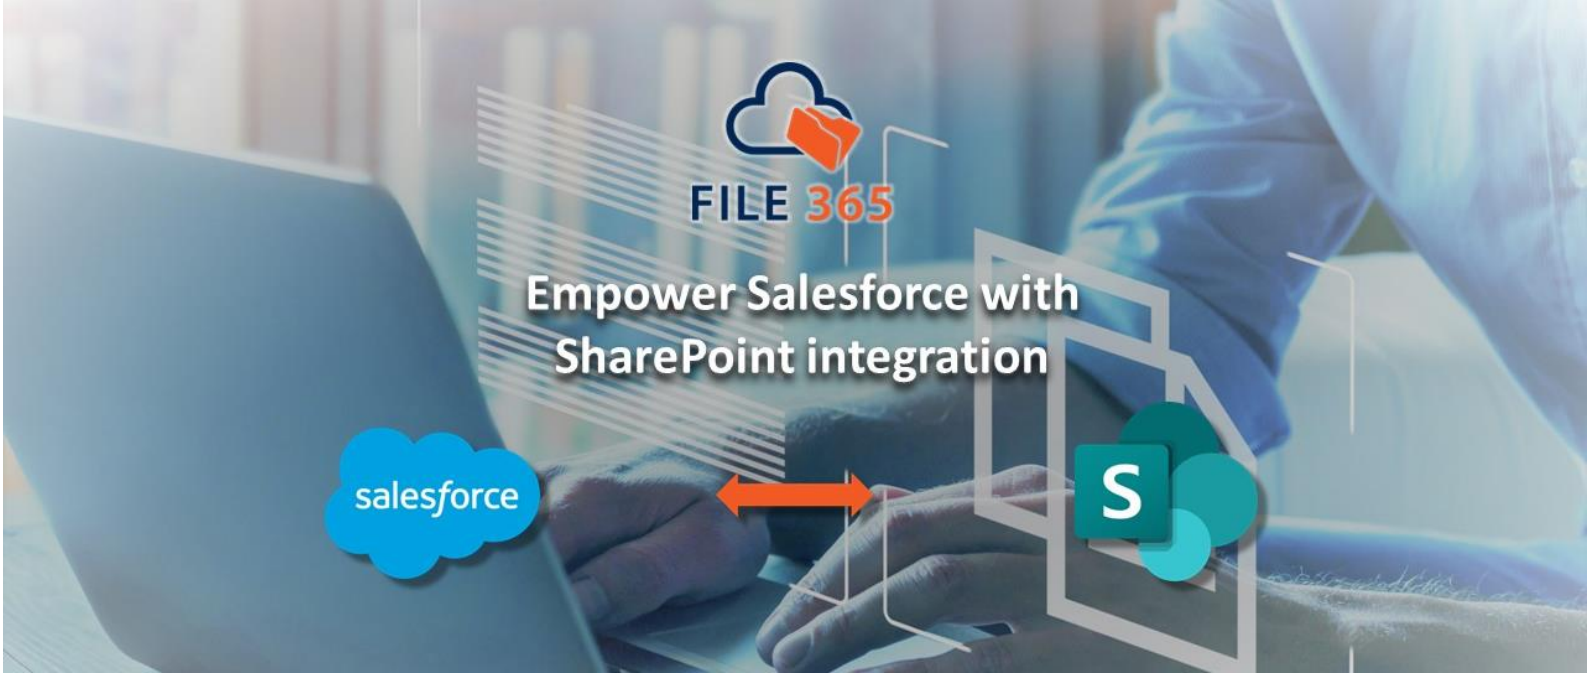 FILE 365
Empower Salesforce with
SharePoint integration
salesforce
S